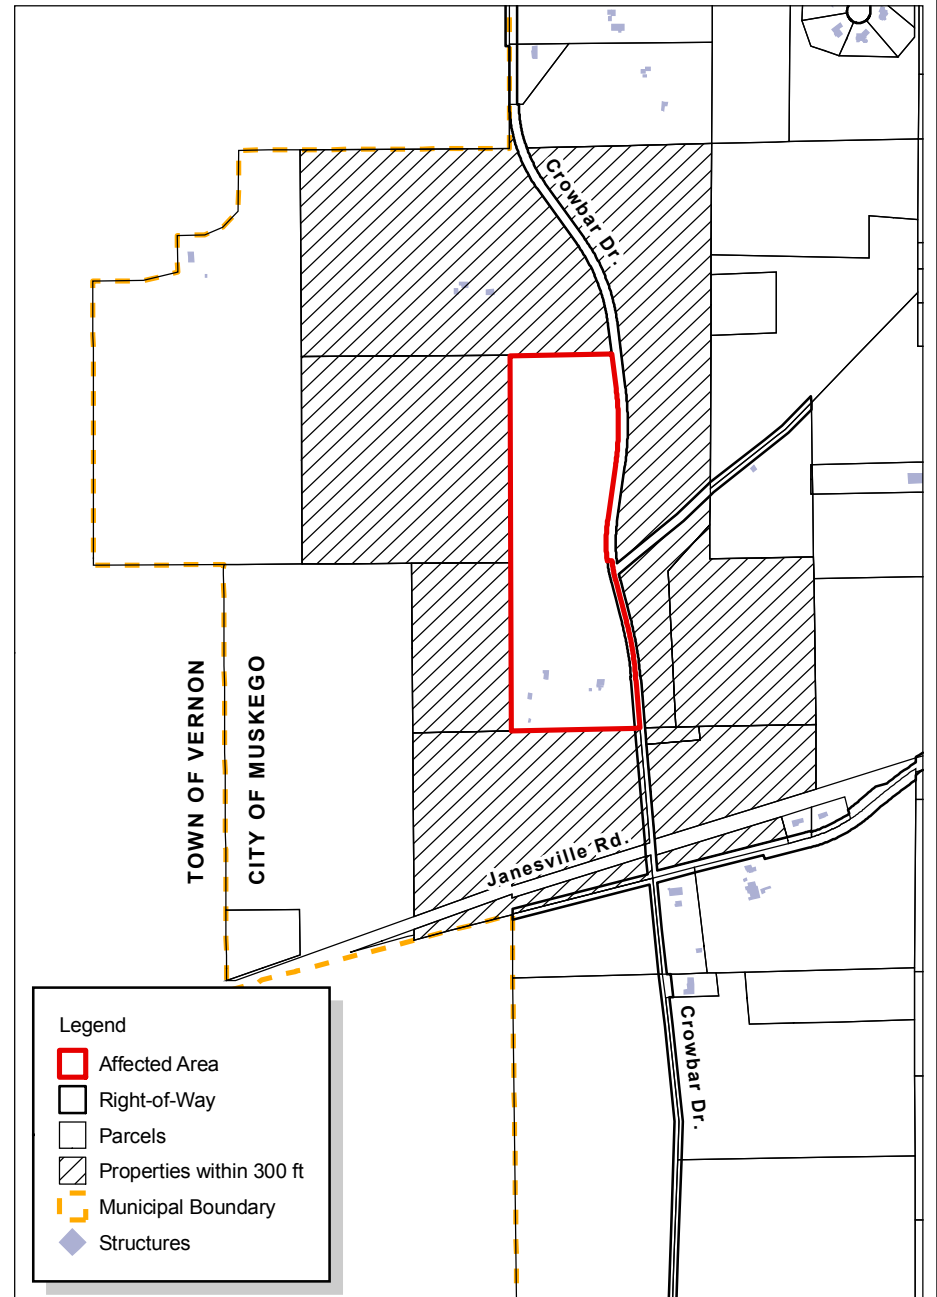 Crowbar Dr.
TOWN OF VERNON
CITY OF MUSKEGO
Janesville Rd.
Crowbar Dr.
Legend
Affected Area
Right-of-Way
Parcels
Properties within 300 ft
Municipal Boundary
Structures